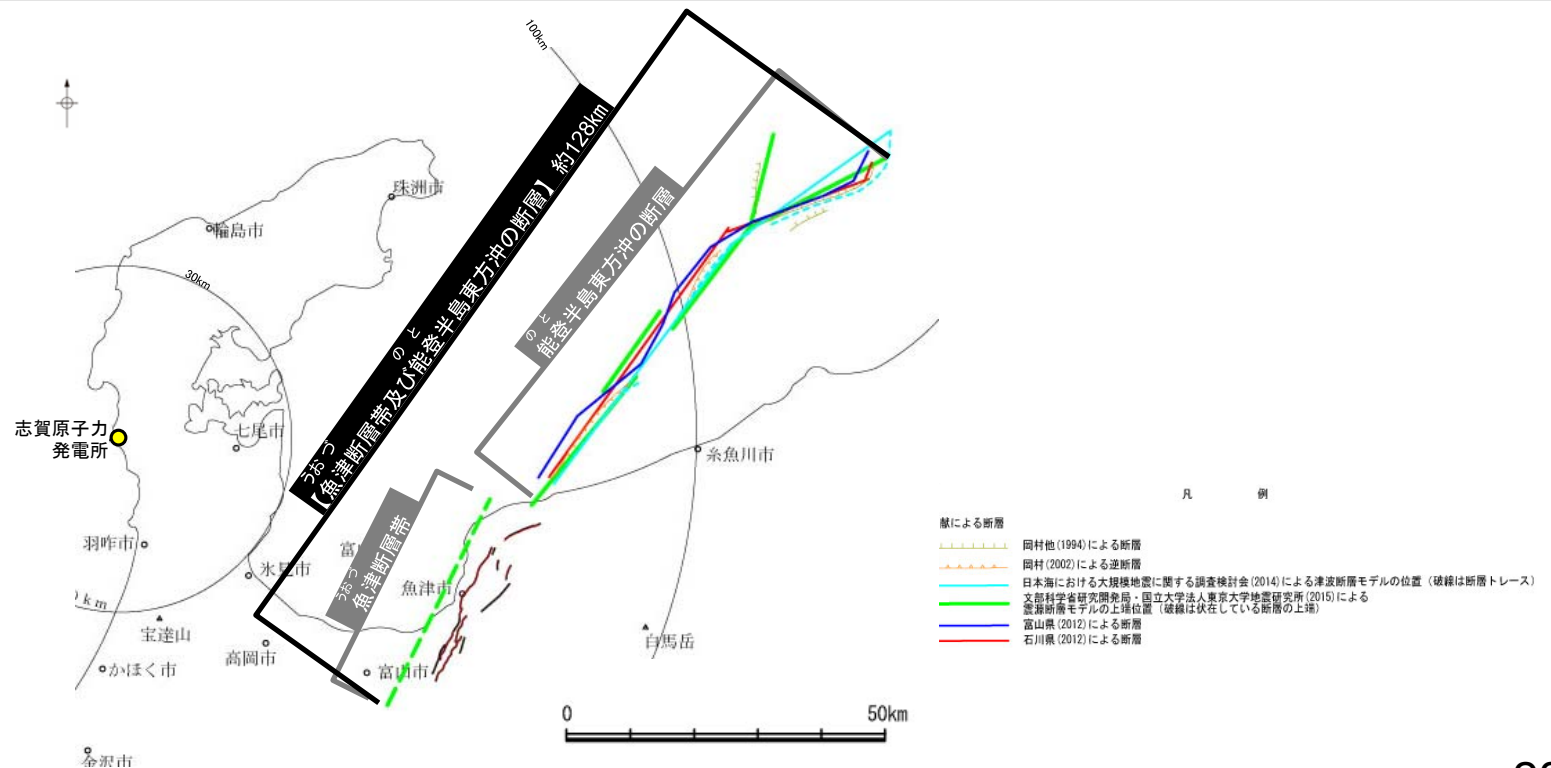 100km
【魚津断層帯及び能登半島東方沖の断層】 約128km
うおづ
のと
能登半島東方沖の断層
のと
魚津断層帯
うおづ
珠洲市
輪島市
30km
志賀原子力
発電所
七尾市
糸魚川市
羽咋市
氷見市
富
魚津市
km
宝達山
高岡市
富山市
かほく市
白馬岳
金沢市
0
50km
凡 例
献による断層
岡村他(1994)による断層
岡村(2002)による逆断層
日本海における大規模地震に関する調査検討会(2014)による津波断層モデルの位置（破線は断層トレース）
文部科学省研究開発局・国立大学法人東京大学地震研究所(2015)による
震源断層モデルの上端位置（破線は伏在している断層の上端）
富山県(2012)による断層
石川県(2012)による断層